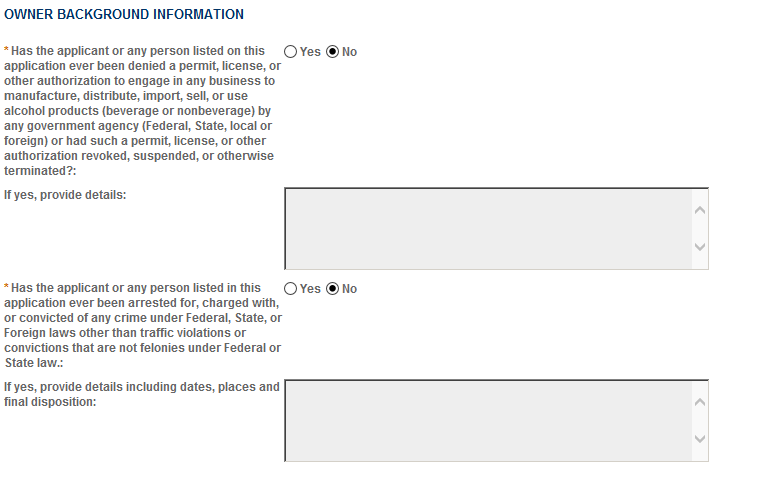 OWNER BACKGROUND INFORMATION
* Has the applicant or any person listed on this
Yes No
application ever been denied a permit, license, or
other authorization to engage in any business to
manufacture, distribute, import, sell, or use
alcohol products (beverage or nonbeverage) by
any government agency (Federal, State, local or
foreign) or had such a permit, license, or other
authorization revoked, suspended, or otherwise
terminated?:
If yes, provide details:
* Has the applicant or any person listed in this
Yes No
application ever been arrested for, charged with,
or convicted of any crime under Federal, State, or
Foreign laws other than traffic violations or
convictions that are not felonies under Federal or
State law.:
If yes, provide details including dates, places and
final disposition: